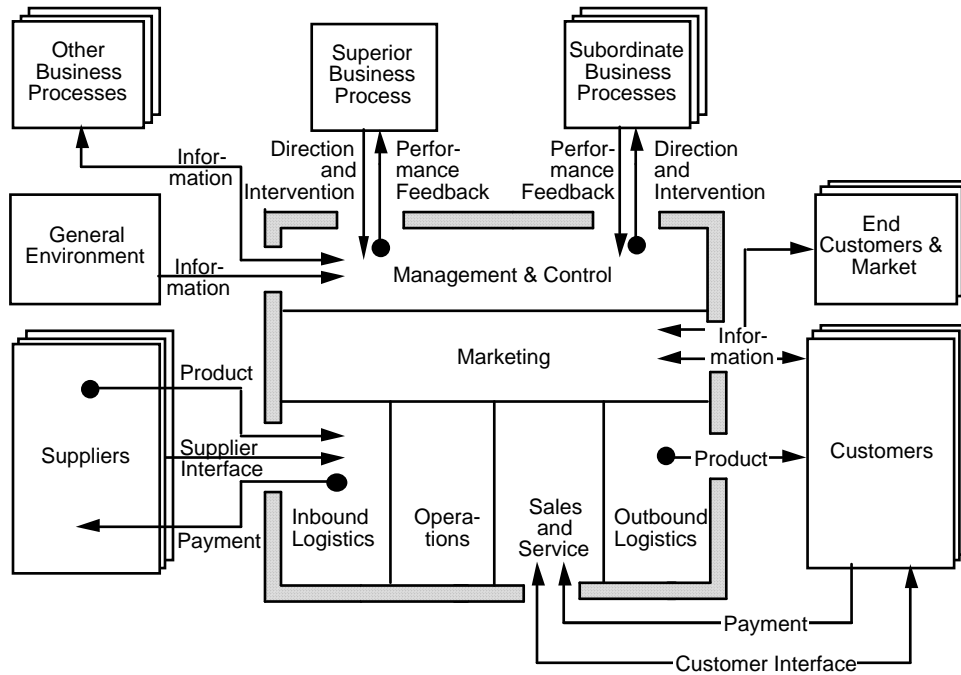 Other
Business
Processes
Superior
Business
Process
Subordinate
Business
Processes
Infor-
mation
Direction
and
Intervention
Perfor-
mance
Feedback
Perfor-
mance
Feedback
Direction
and
Intervention
General
Environment
Infor-
mation
Management & Control
End
Customers &
Market
Marketing
Infor-
mation
Product
Suppliers
Supplier
Interface
Payment
Inbound
Logistics
Opera-
tions
Sales
and
Service
Outbound
Logistics
Product
Customers
Payment
Customer Interface